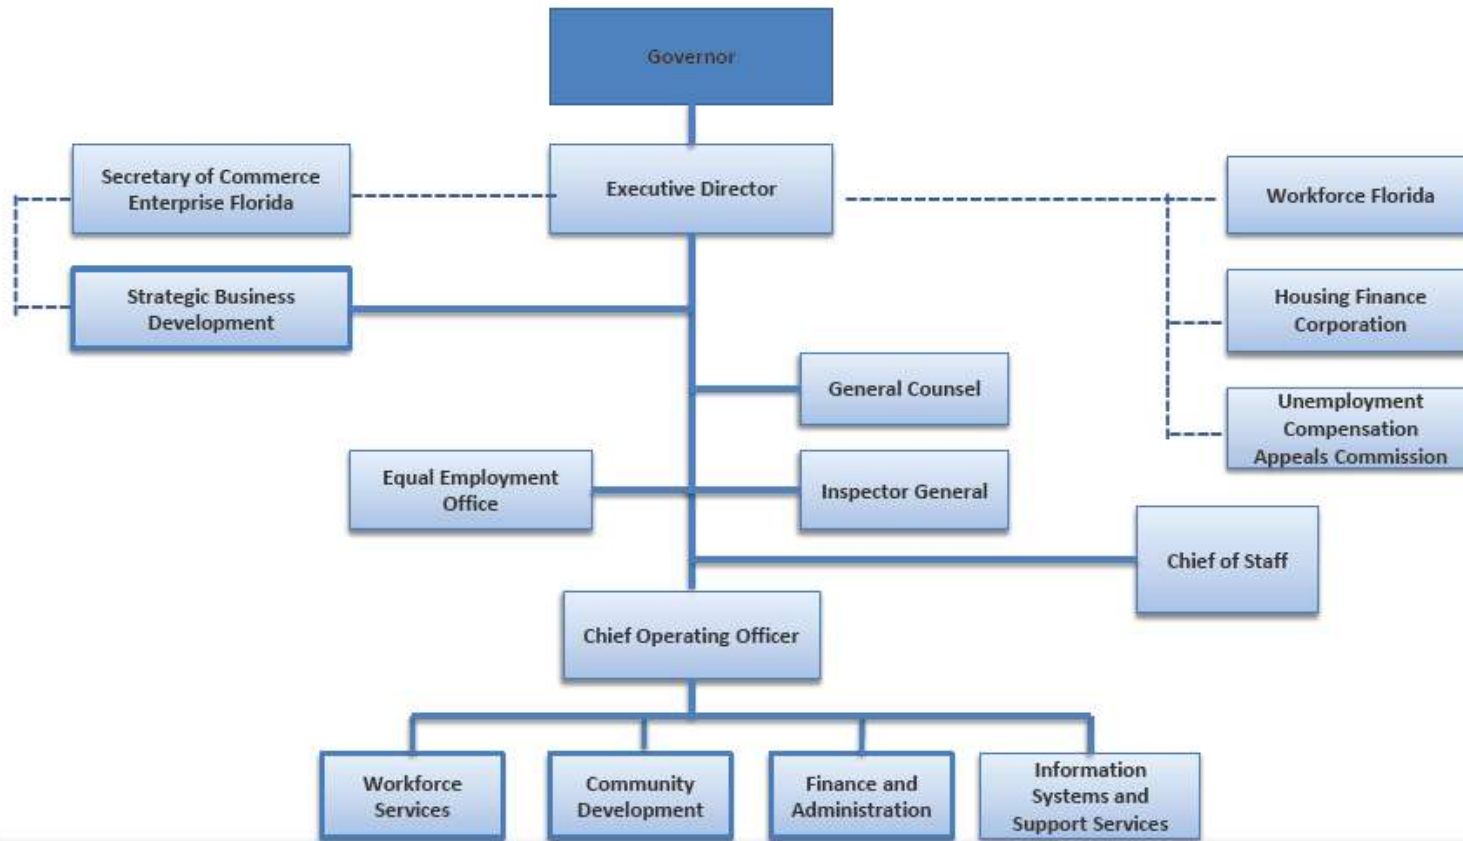 Governor
Secretary of Commerce
Enterprise Florida
Executive Director
Workforce Florida
Strategic Business
Development
Housing Finance
Corporation
General Counsel
Unemployment
Compensation
Appeals Commission
Equal Employment
Office
Inspector General
Chief of Staff
Chief Operating Officer
Workforce
Services
Community
Development
Finance and
Administration
Information
Systems and
Support Services